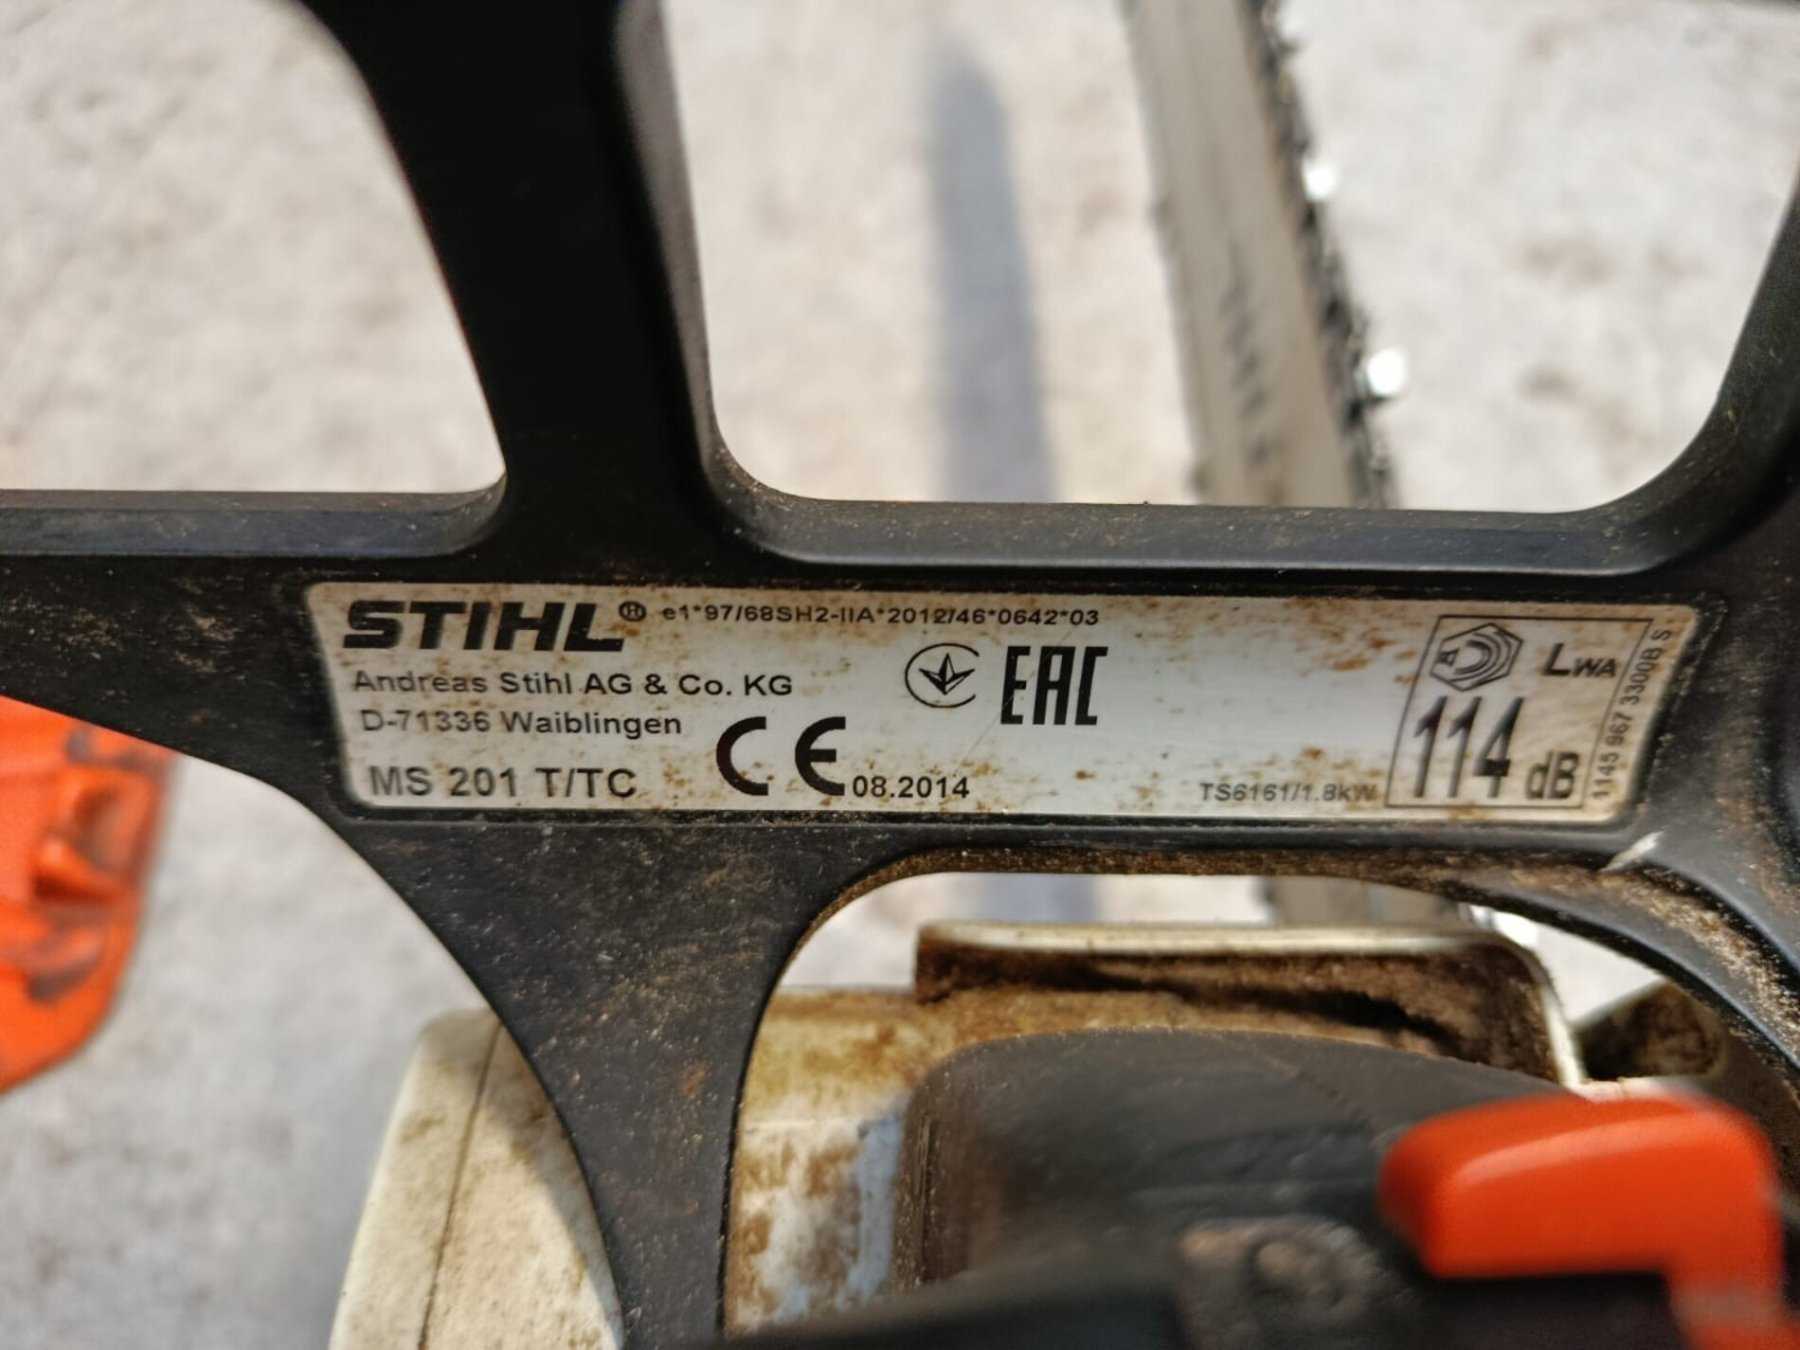 STIHL® e1*97/68SH2-IIA*2012/46*0642*03
Andreas Stihl AG & Co. KG
D-71336 Waiblingen
MS 201 T/TC
CE 08.2014
EAC
TS6161/1.8kW
LWA
114 dB
1145 967 3300B S